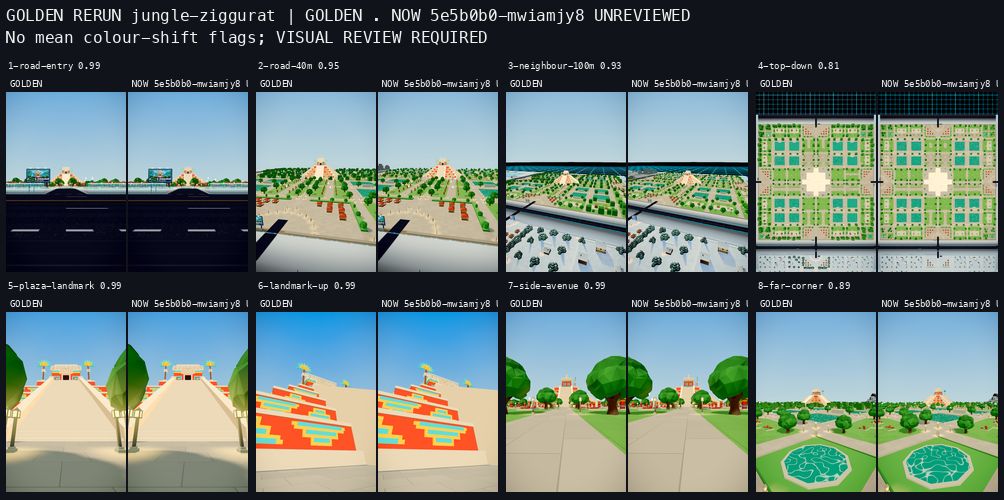 GOLDEN RERUN jungle-ziggurat | GOLDEN . NOW 5e5b0b0-mwiamjy8 UNREVIEWED
No mean colour-shift flags; VISUAL REVIEW REQUIRED
1-road-entry 0.99
2-road-40m 0.95
3-neighbour-100m 0.93
4-top-down 0.81
GOLDEN
NOW 5e5b0b0-mwiamjy8 U
GOLDEN
NOW 5e5b0b0-mwiamjy8 U
GOLDEN
NOW 5e5b0b0-mwiamjy8 U
GOLDEN
NOW 5e5b0b0-mwiamjy8 U
5-plaza-landmark 0.99
6-landmark-up 0.99
7-side-avenue 0.99
8-far-corner 0.89
GOLDEN
NOW 5e5b0b0-mwiamjy8 U
GOLDEN
NOW 5e5b0b0-mwiamjy8 U
GOLDEN
NOW 5e5b0b0-mwiamjy8 U
GOLDEN
NOW 5e5b0b0-mwiamjy8 U